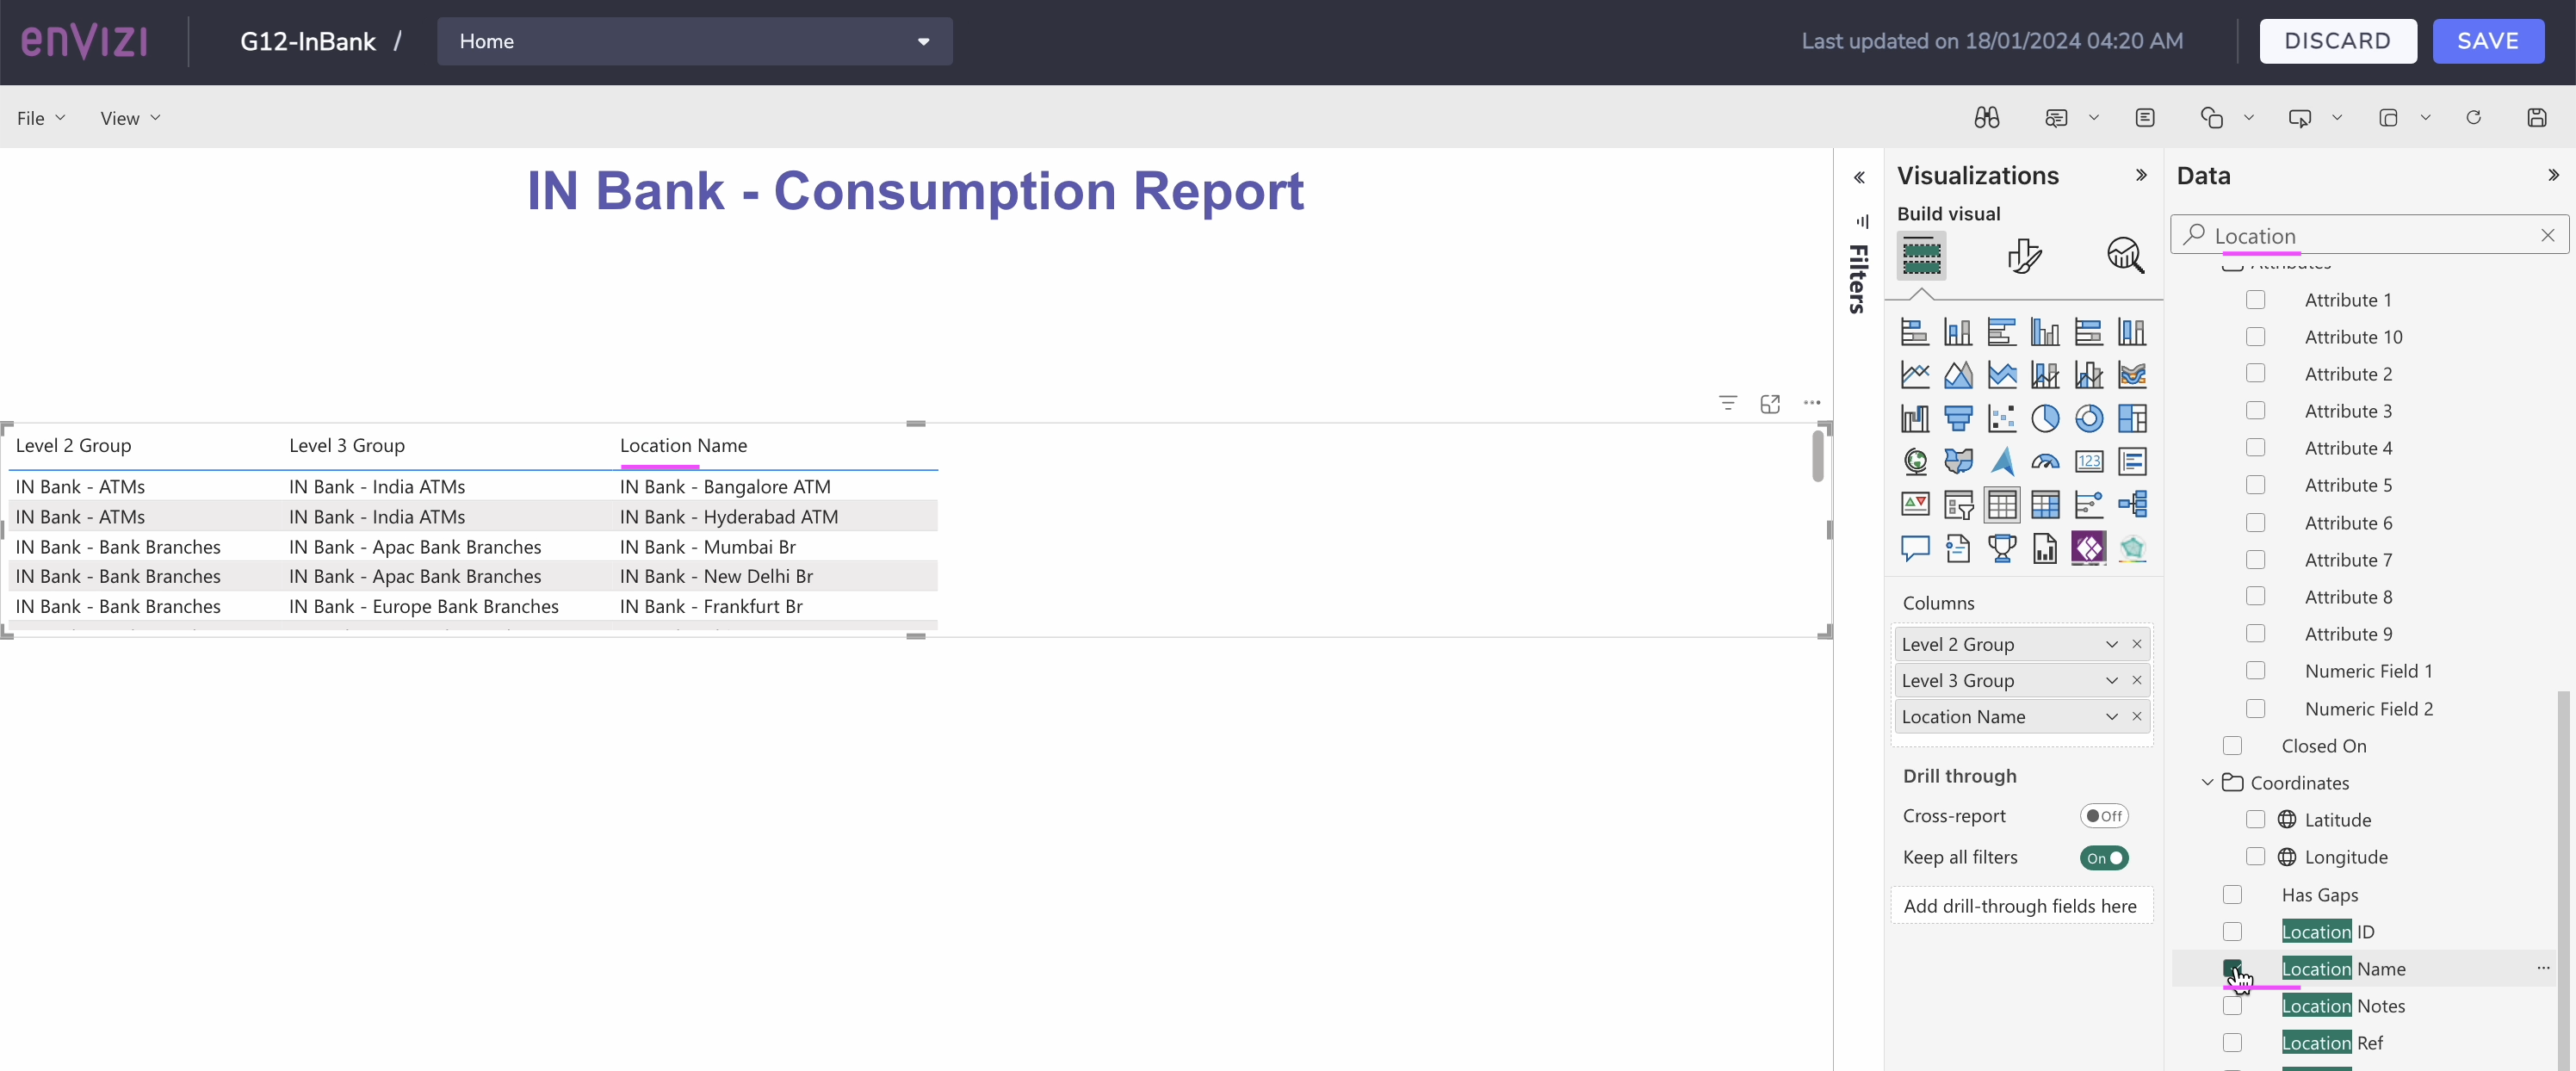 enVIZI
G12-InBank /
Home
Last updated on 18/01/2024 04:20 AM
DISCARD
SAVE
File
View
IN Bank - Consumption Report
Level 2 Group Level 3 Group Location Name
IN Bank - ATMs IN Bank - India ATMs IN Bank - Bangalore ATM
IN Bank - ATMs IN Bank - India ATMs IN Bank - Hyderabad ATM
IN Bank - Bank Branches IN Bank - Apac Bank Branches IN Bank - Mumbai Br
IN Bank - Bank Branches IN Bank - Apac Bank Branches IN Bank - New Delhi Br
IN Bank - Bank Branches IN Bank - Europe Bank Branches IN Bank - Frankfurt Br
Filters
Visualizations
Build visual
123
Columns
Level 2 Group
Level 3 Group
Location Name
Drill through
Cross-report
Off
Keep all filters
On
Add drill-through fields here
Data
Location
Attributes
Attribute 1
Attribute 10
Attribute 2
Attribute 3
Attribute 4
Attribute 5
Attribute 6
Attribute 7
Attribute 8
Attribute 9
Numeric Field 1
Numeric Field 2
Closed On
Coordinates
Latitude
Longitude
Has Gaps
Location ID
Location Name
Location Notes
Location Ref